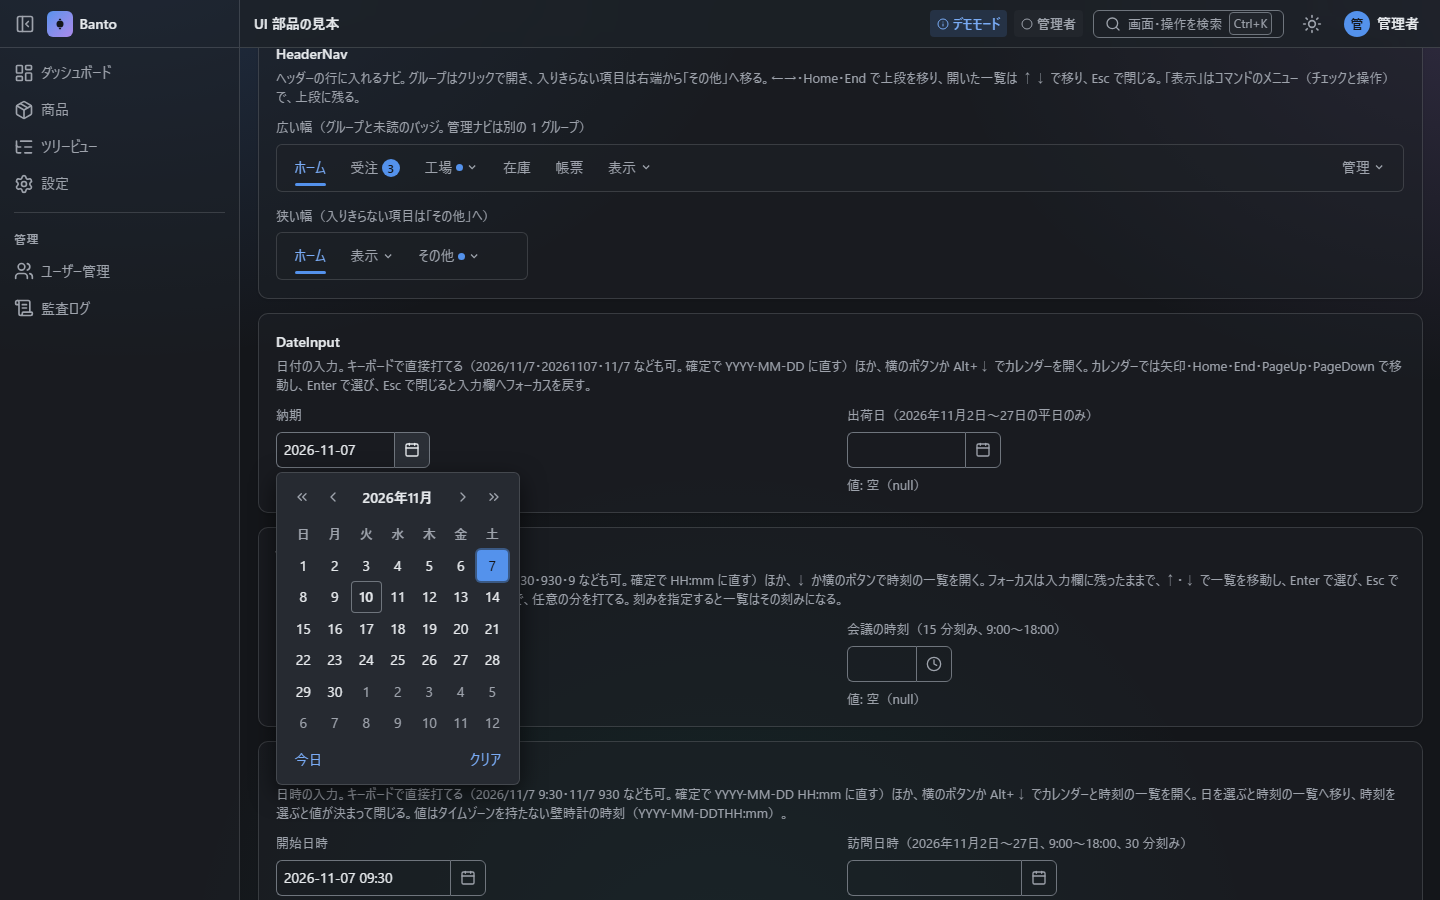 Banto
UI 部品の見本
デモモード
管理者
画面・操作を検索 Ctrl+K
管 管理者
ダッシュボード
商品
ツリービュー
設定
管理
ユーザー管理
監査ログ
HeaderNav
ヘッダーの行に入れるナビ。グループはクリックで開き、入りきらない項目は右端から「その他」へ移る。←→・Home・End で上段を移り、開いた一覧は ↑↓ で移り、Esc で閉じる。「表示」はコマンドのメニュー（チェックと操作）
で、上段に残る。
広い幅（グループと未読のバッジ。管理ナビは別の 1 グループ）
ホーム 受注 3 工場 在庫 帳票 表示 管理
狭い幅（入りきらない項目は「その他」へ）
ホーム 表示 その他
DateInput
日付の入力。キーボードで直接打てる（2026/11/7・20261107・11/7 なども可。確定で YYYY-MM-DD に直す）ほか、横のボタンか Alt+↓ でカレンダーを開く。カレンダーでは矢印・Home・End・PageUp・PageDown で移
動し、Enter で選び、Esc で閉じると入力欄へフォーカスを戻す。
納期
2026-11-07
出荷日（2026年11月2日〜27日の平日のみ）
値: 空（null）
2026年11月
日 月 火 水 木 金 土
1 2 3 4 5 6 7
8 9 10 11 12 13 14
15 16 17 18 19 20 21
22 23 24 25 26 27 28
29 30 1 2 3 4 5
6 7 8 9 10 11 12
今日 クリア
30・930・9 なども可。確定で HH:mm に直す）ほか、↓ か横のボタンで時刻の一覧を開く。フォーカスは入力欄に残ったままで、↑・↓ で一覧を移動し、Enter で選び、Esc で
、任意の分を打てる。刻みを指定すると一覧はその刻みになる。
会議の時刻（15 分刻み、9:00〜18:00）
値: 空（null）
日時の入力。キーボードで直接打てる（2026/11/7 9:30・11/7 930 なども可。確定で YYYY-MM-DD HH:mm に直す）ほか、横のボタンか Alt+↓ でカレンダーと時刻の一覧を開く。日を選ぶと時刻の一覧へ移り、時刻を
選ぶと値が決まって閉じる。値はタイムゾーンを持たない壁時計の時刻（YYYY-MM-DDTHH:mm）。
開始日時
2026-11-07 09:30
訪問日時（2026年11月2日〜27日、9:00〜18:00、30 分刻み）